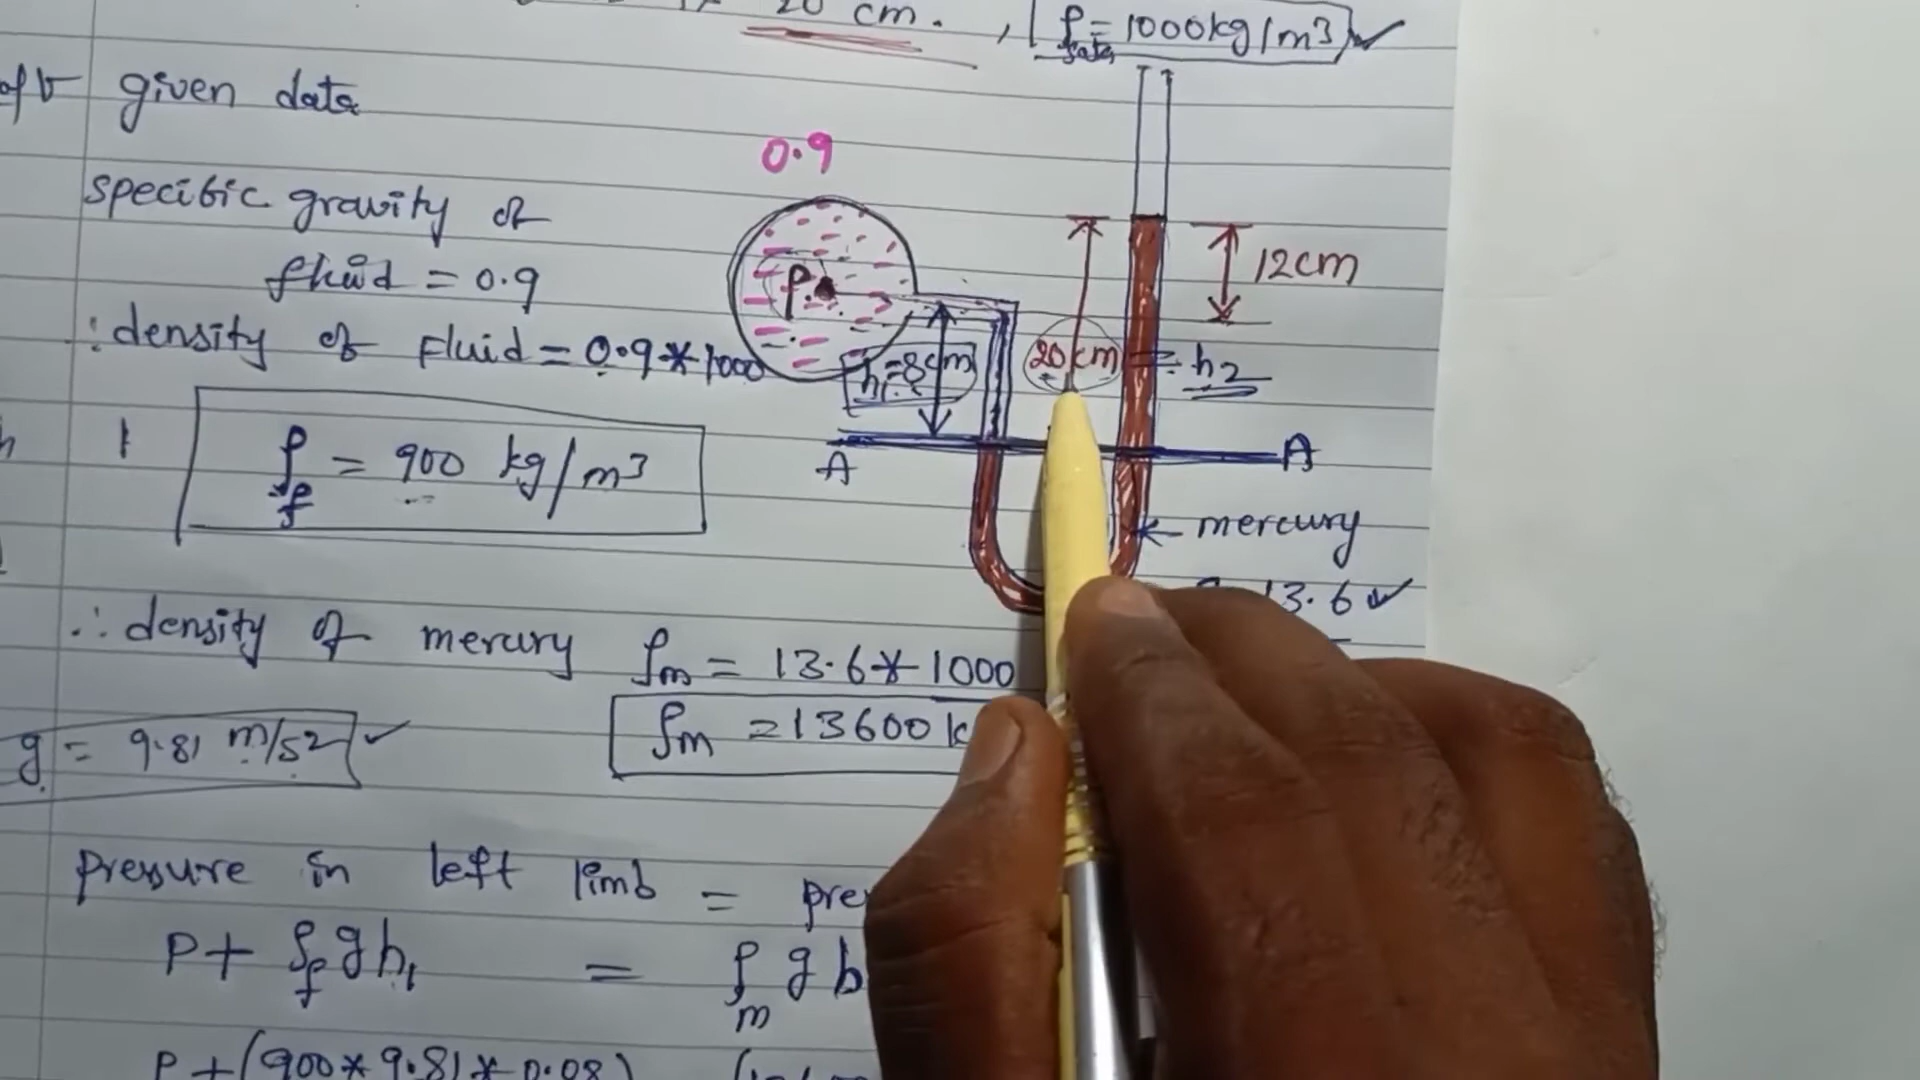 20 cm. , ρ = 1000kg/m3 ✓
given data
0.9
specific gravity of
fluid = 0.9
∴ density of Fluid = 0.9*1000
ρf = 900 kg/m3
P
h1=8cm
20cm
12cm
= h2
A A
mercury
13.6 ✓
∴ density of mercury ρm = 13.6*1000
ρm = 13600 k
g = 9.81 m/s2 ✓
pressure in left limb = pre
P + ρf g h1 = ρm g h
P + (900*9.81*0.08)